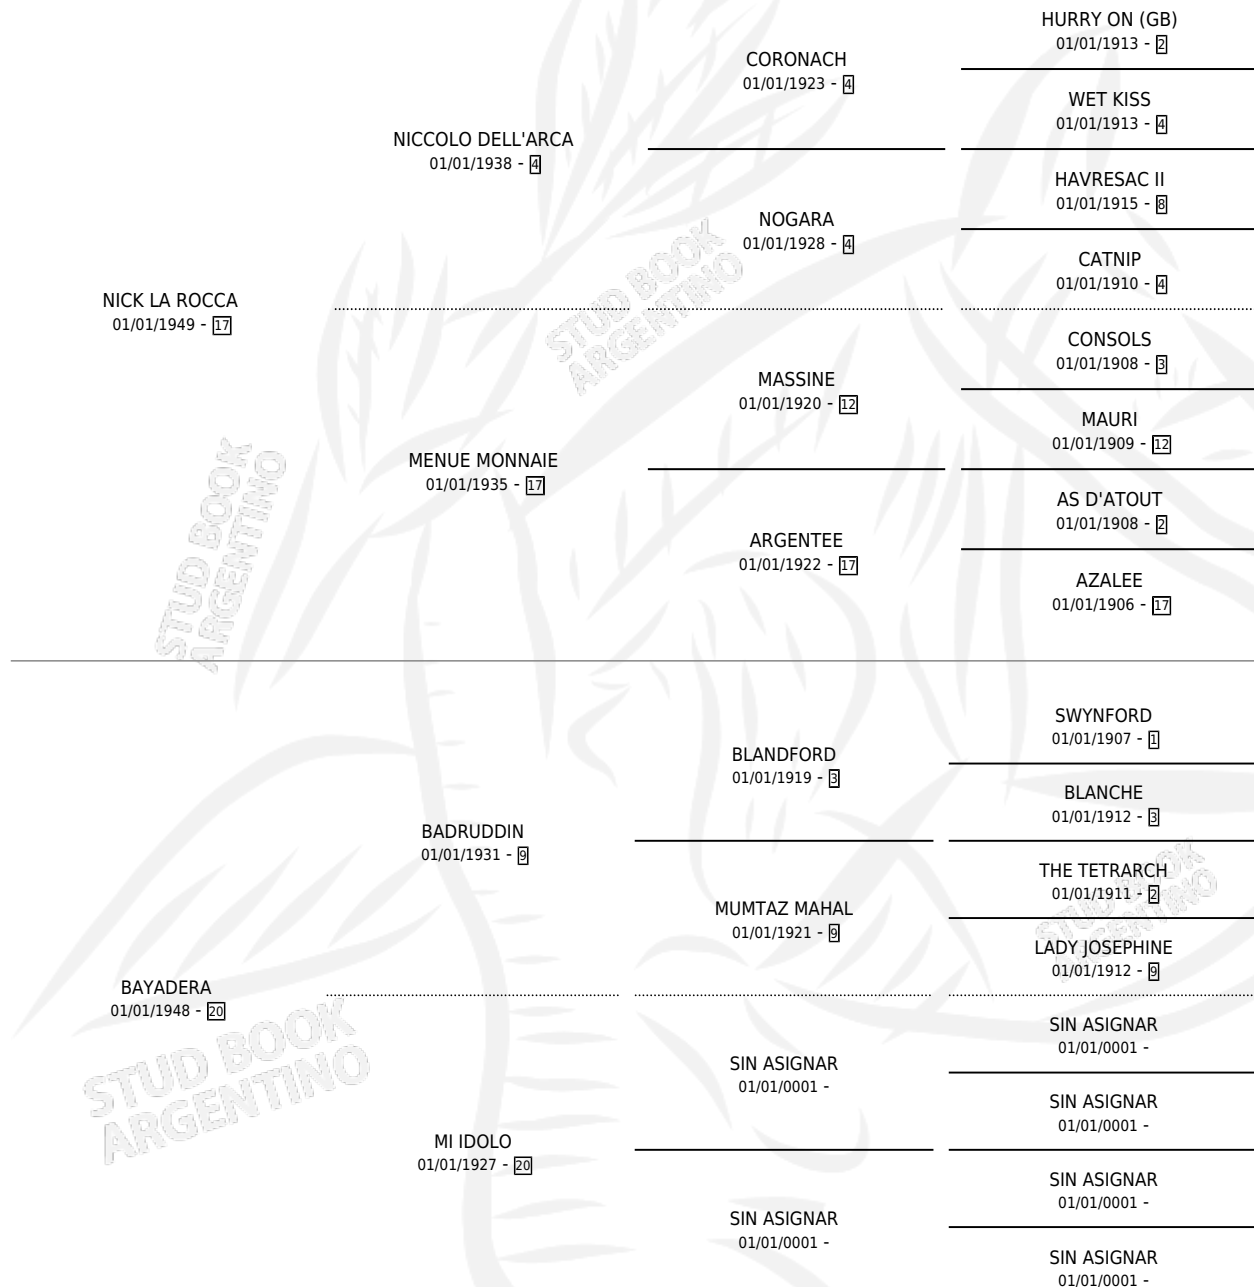 HURRY ON (GB)
01/01/1913 - 2
CORONACH
01/01/1923 - 4
WET KISS
01/01/1913 - 4
NICCOLO DELL'ARCA
01/01/1938 - 4
HAVRESAC II
01/01/1915 - 8
NOGARA
01/01/1928 - 4
CATNIP
01/01/1910 - 4
NICK LA ROCCA
01/01/1949 - 17
CONSOLS
01/01/1908 - 3
MASSINE
01/01/1920 - 12
MAURI
01/01/1909 - 12
MENUE MONNAIE
01/01/1935 - 17
AS D'ATOUT
01/01/1908 - 2
ARGENTEE
01/01/1922 - 17
AZALEE
01/01/1906 - 17
SWYNFORD
01/01/1907 - 1
BLANDFORD
01/01/1919 - 3
BLANCHE
01/01/1912 - 3
BADRUDDIN
01/01/1931 - 9
THE TETRARCH
01/01/1911 - 2
MUMTAZ MAHAL
01/01/1921 - 9
LADY JOSEPHINE
01/01/1912 - 9
BAYADERA
01/01/1948 - 20
SIN ASIGNAR
01/01/0001 -
SIN ASIGNAR
01/01/0001 -
SIN ASIGNAR
01/01/0001 -
MI IDOLO
01/01/1927 - 20
SIN ASIGNAR
01/01/0001 -
SIN ASIGNAR
01/01/0001 -
SIN ASIGNAR
01/01/0001 -
STUD BOOK
ARGENTINO
STUD BOOK
ARGENTINO
STUD BOOK
ARGENTINO
STUD BOOK
ARGENTINO